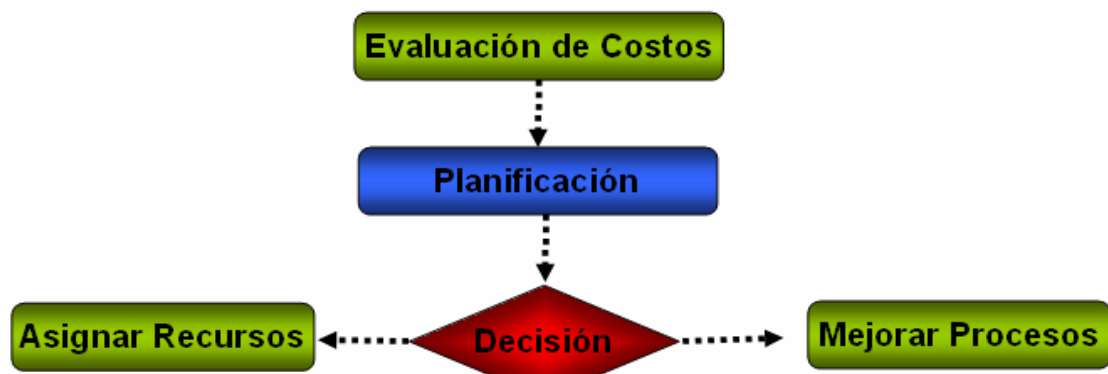 Evaluación de Costos
Planificación
Asignar Recursos
Decisión
Mejorar Procesos